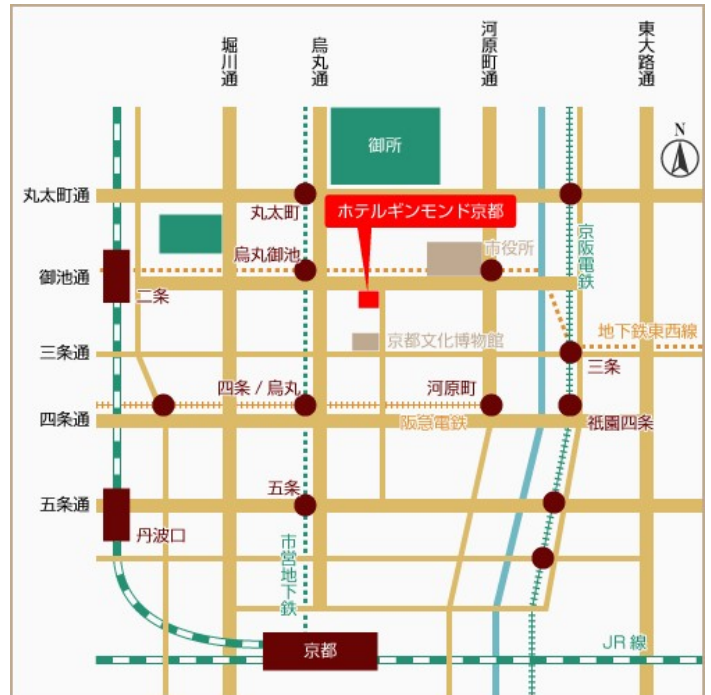 堀川通
烏丸通
河原町通
東大路通
N
御所
丸太町通
丸太町
ホテルギンモンド京都
京阪電鉄
烏丸御池
市役所
御池通
二条
地下鉄東西線
三条通
京都文化博物館
三条
四条 / 烏丸
河原町
四条通
阪急電鉄
祇園四条
五条
五条通
丹波口
市営地下鉄
京都
JR 線